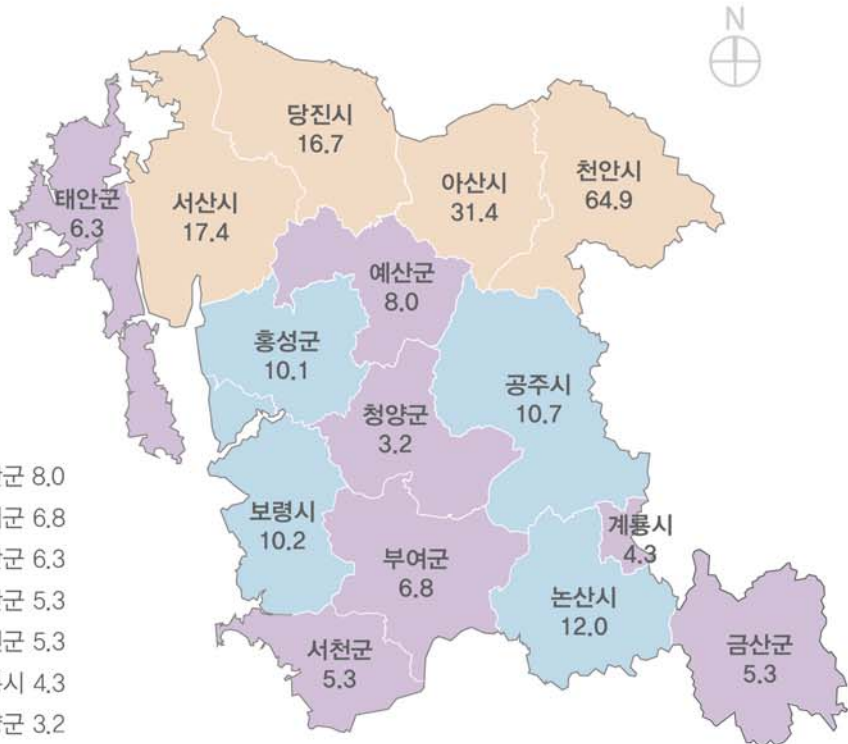 N
당진시
16.7
아산시
31.4
천안시
64.9
태안군
6.3
서산시
17.4
예산군
8.0
홍성군
10.1
공주시
10.7
청양군
3.2
보령시
10.2
계룡시
4.3
부여군
6.8
논산시
12.0
서천군
5.3
금산군
5.3
군 8.0
군 6.8
군 6.3
군 5.3
군 5.3
시 4.3
군 3.2